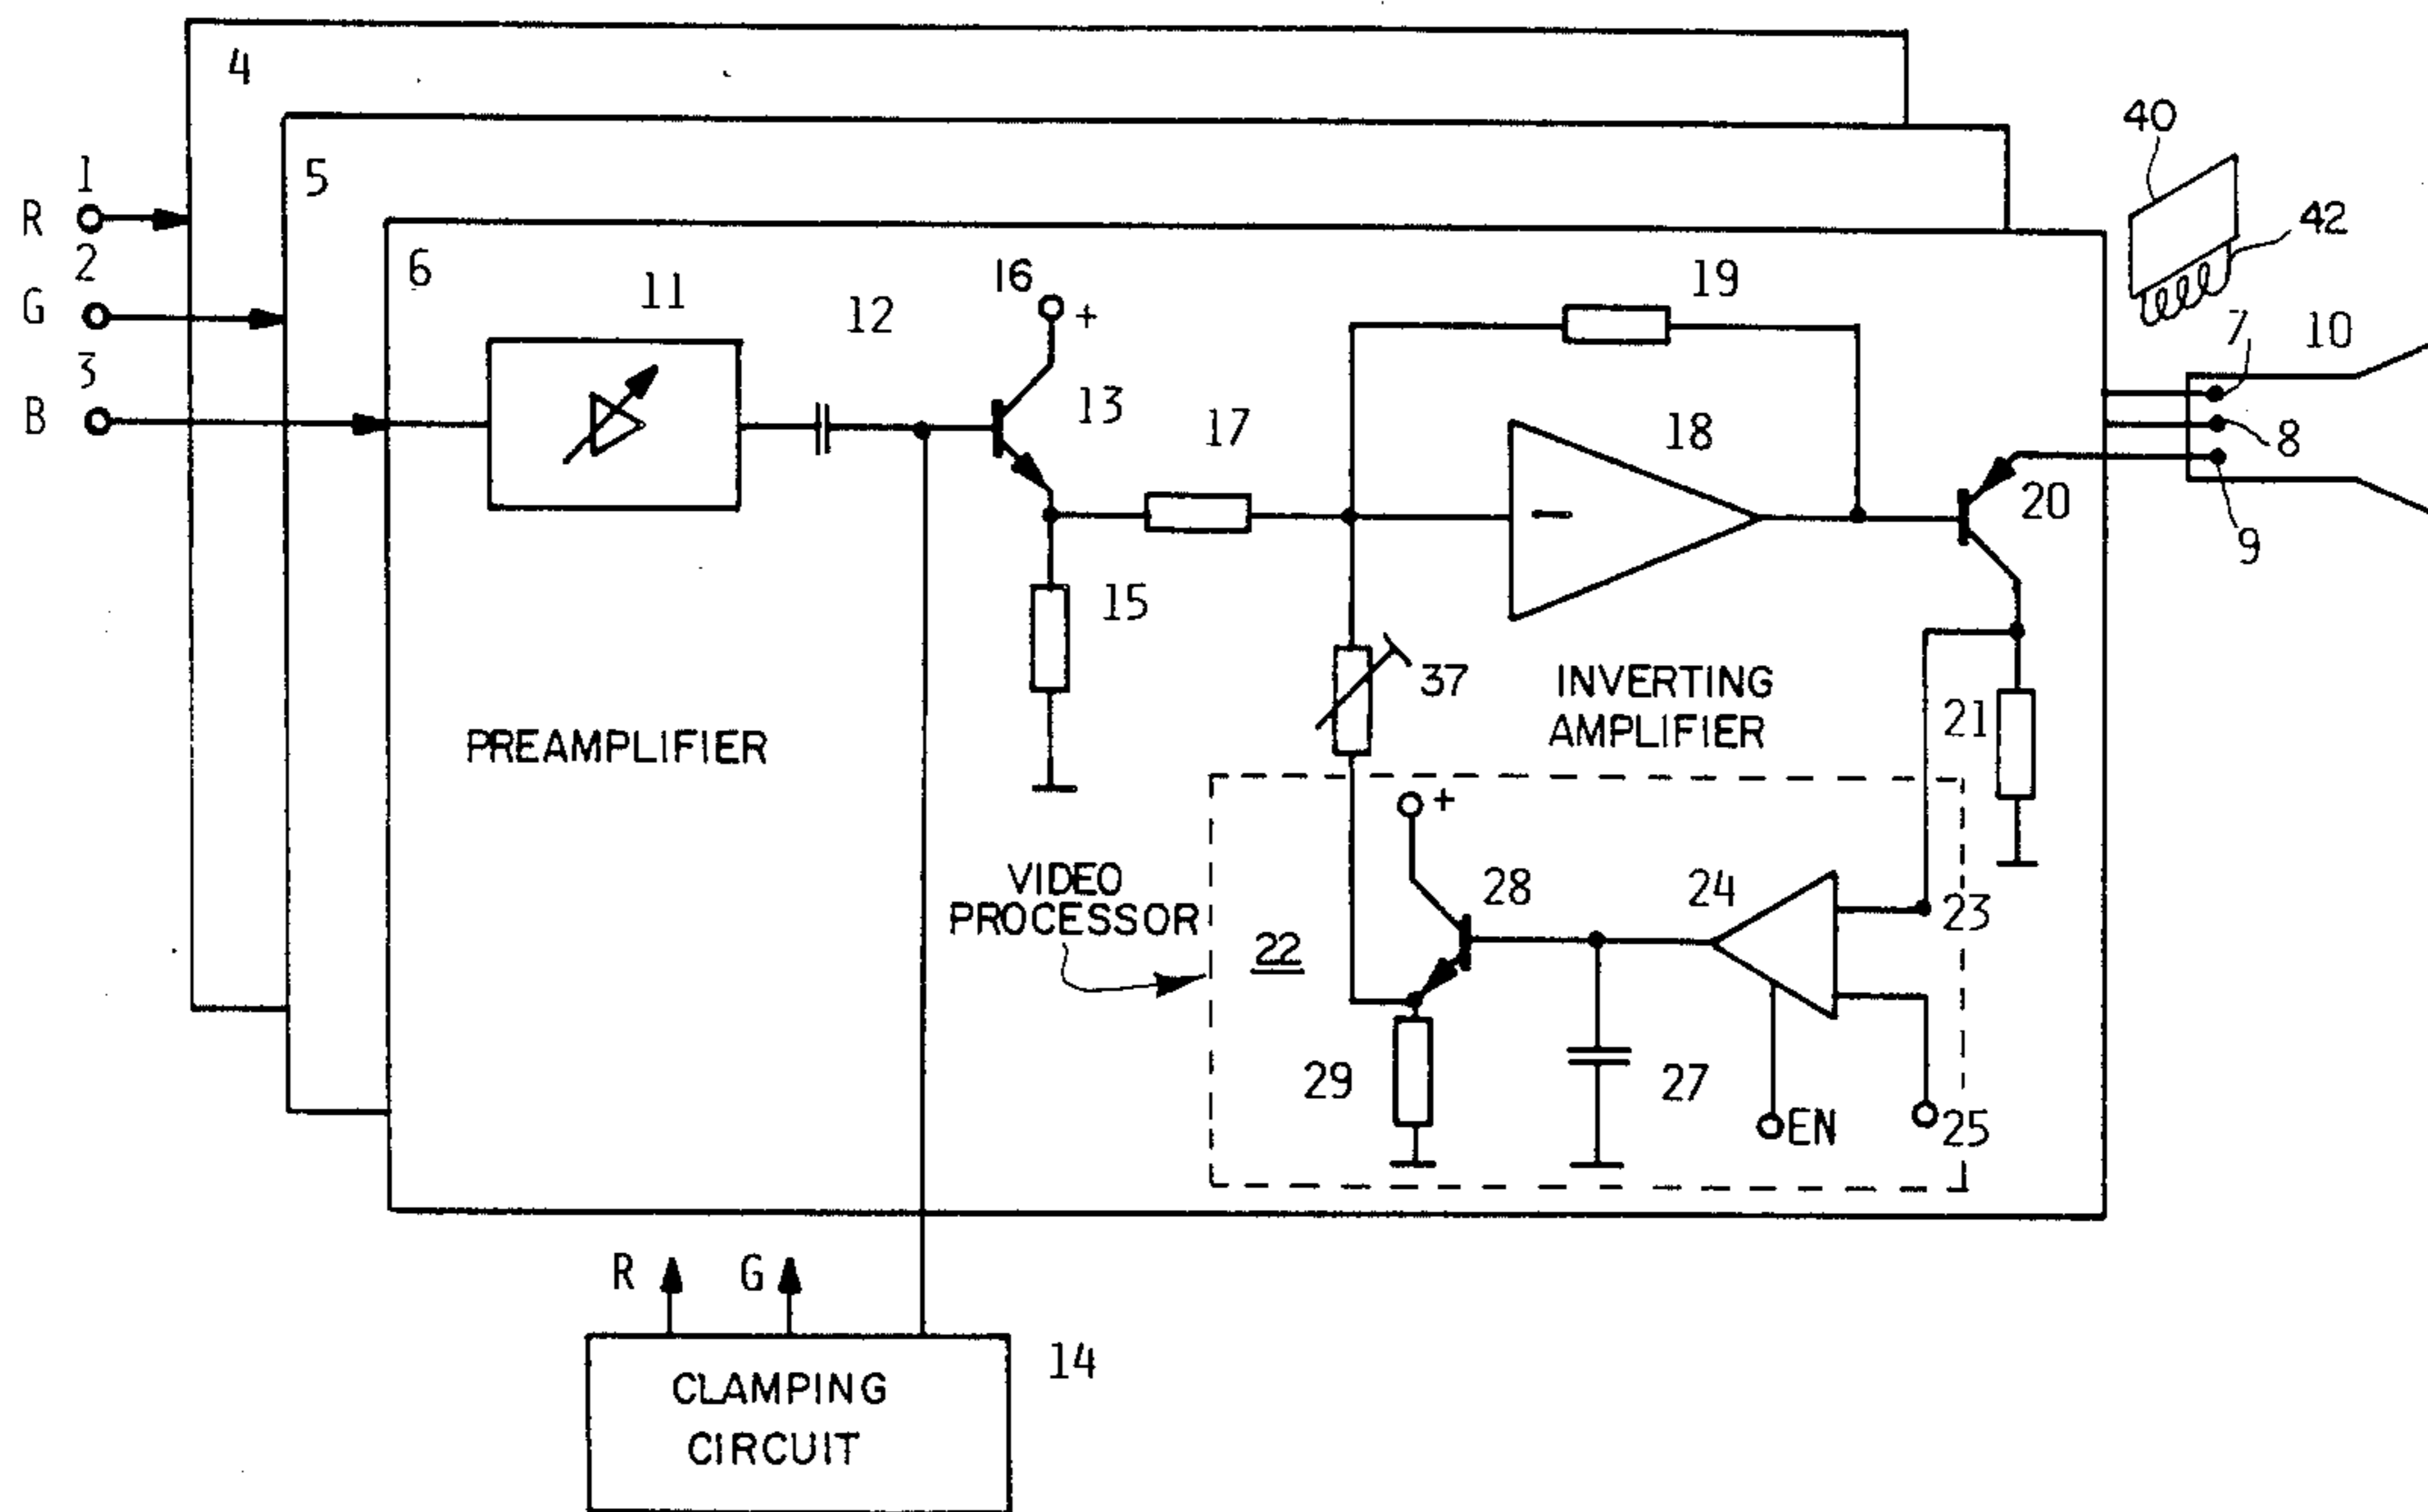 4
40
1
5
R
42
2
6
11
16
19
G
12
+
7
10
3
13
17
18
8
B
20
9
15
37
INVERTING
AMPLIFIER
21
PREAMPLIFIER
+
VIDEO
PROCESSOR
28
24
23
22
29
27
EN
25
R
G
14
CLAMPING
CIRCUIT